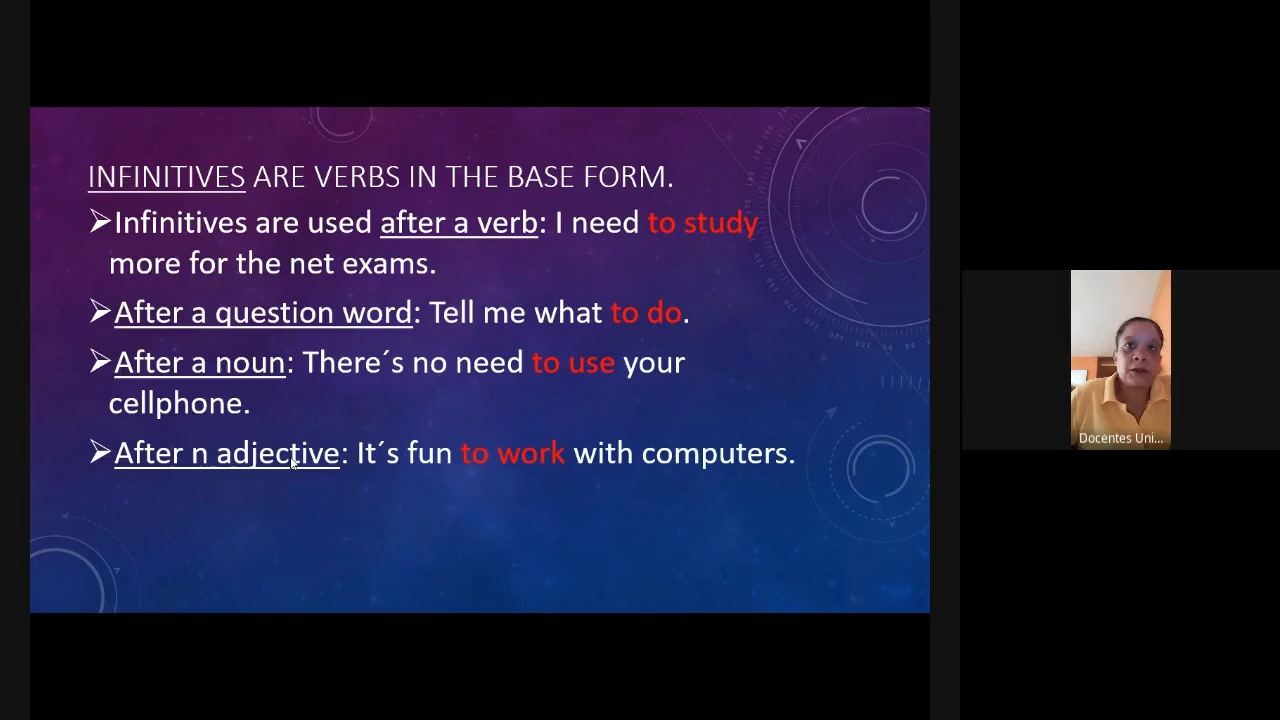 INFINITIVES ARE VERBS IN THE BASE FORM.
➢Infinitives are used after a verb: I need to study
more for the net exams.
➢After a question word: Tell me what to do.
➢After a noun: There´s no need to use your
cellphone.
➢After n adjective: It´s fun to work with computers.
Docentes Uni...